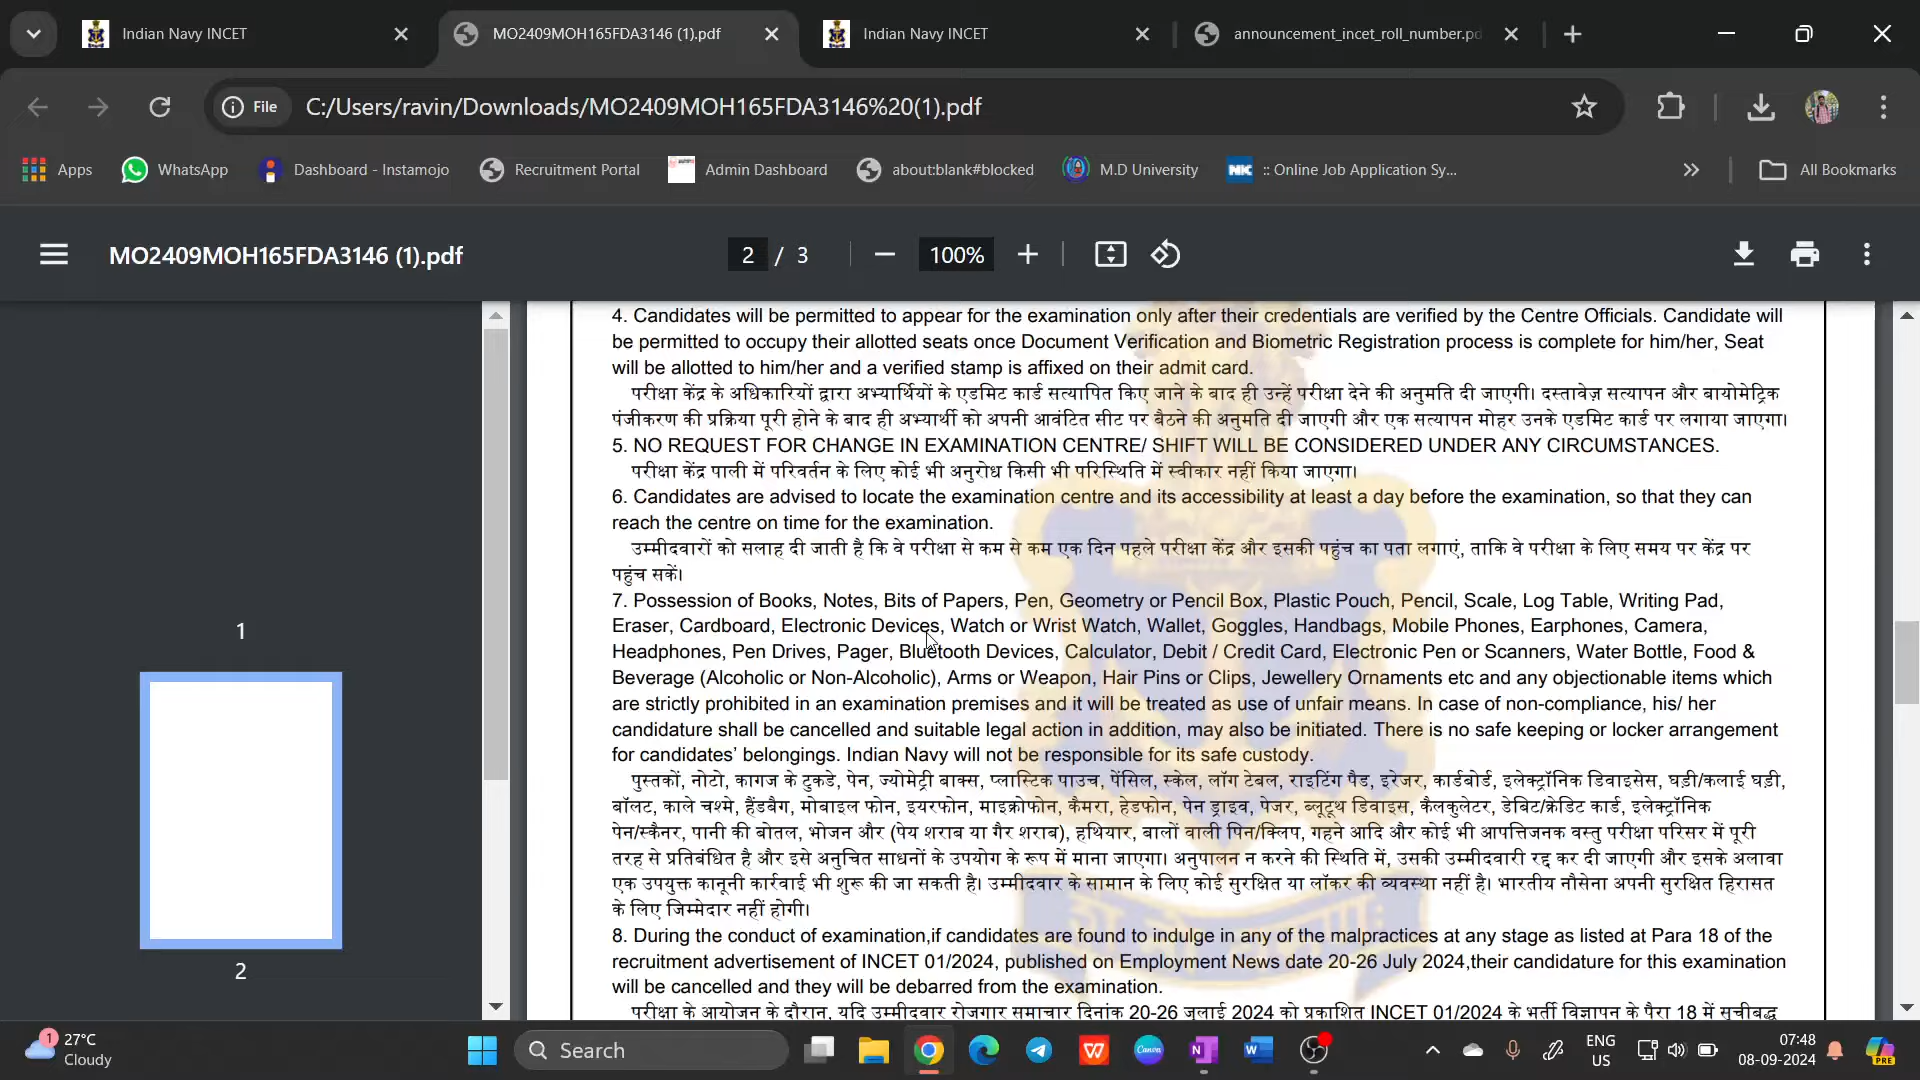 Indian Navy INCET
MO2409MOH165FDA3146 (1).pdf
Indian Navy INCET
announcement_incet_roll_number.pd
File
C:/Users/ravin/Downloads/MO2409MOH165FDA3146%20(1).pdf
Apps
WhatsApp
Dashboard - Instamojo
Recruitment Portal
Admin Dashboard
about:blank#blocked
M.D University
NK
:: Online Job Application Sy...
All Bookmarks
MO2409MOH165FDA3146 (1).pdf
2 / 3
100%
1
2
4. Candidates will be permitted to appear for the examination only after their credentials are verified by the Centre Officials. Candidate will
be permitted to occupy their allotted seats once Document Verification and Biometric Registration process is complete for him/her, Seat
will be allotted to him/her and a verified stamp is affixed on their admit card.
परीक्षा केंद्र के अधिकारियों द्वारा अभ्यार्थियों के एडमिट कार्ड सत्यापित किए जाने के बाद ही उन्हें परीक्षा देने की अनुमति दी जाएगी। दस्तावेज़ सत्यापन और बायोमेट्रिक
पंजीकरण की प्रक्रिया पूरी होने के बाद ही अभ्यार्थी को अपनी आवंटित सीट पर बैठने की अनुमति दी जाएगी और एक सत्यापन मोहर उनके एडमिट कार्ड पर लगाया जाएगा।
5. NO REQUEST FOR CHANGE IN EXAMINATION CENTRE/ SHIFT WILL BE CONSIDERED UNDER ANY CIRCUMSTANCES.
परीक्षा केंद्र पाली में परिवर्तन के लिए कोई भी अनुरोध किसी भी परिस्थिति में स्वीकार नहीं किया जाएगा।
6. Candidates are advised to locate the examination centre and its accessibility at least a day before the examination, so that they can
reach the centre on time for the examination.
उम्मीदवारों को सलाह दी जाती है कि वे परीक्षा से कम से कम एक दिन पहले परीक्षा केंद्र और इसकी पहुंच का पता लगाएं, ताकि वे परीक्षा के लिए समय पर केंद्र पर
पहुंच सकें।
7. Possession of Books, Notes, Bits of Papers, Pen, Geometry or Pencil Box, Plastic Pouch, Pencil, Scale, Log Table, Writing Pad,
Eraser, Cardboard, Electronic Devices, Watch or Wrist Watch, Wallet, Goggles, Handbags, Mobile Phones, Earphones, Camera,
Headphones, Pen Drives, Pager, Bluetooth Devices, Calculator, Debit / Credit Card, Electronic Pen or Scanners, Water Bottle, Food &
Beverage (Alcoholic or Non-Alcoholic), Arms or Weapon, Hair Pins or Clips, Jewellery Ornaments etc and any objectionable items which
are strictly prohibited in an examination premises and it will be treated as use of unfair means. In case of non-compliance, his/ her
candidature shall be cancelled and suitable legal action in addition, may also be initiated. There is no safe keeping or locker arrangement
for candidates’ belongings. Indian Navy will not be responsible for its safe custody.
पुस्तकों, नोटो, कागज के टुकडे, पेन, ज्योमेट्री बाक्स, प्लास्टिक पाउच, पेंसिल, स्केल, लॉग टेबल, राइटिंग पैड, इरेजर, कार्डबोर्ड, इलेक्ट्रॉनिक डिवाइसेस, घड़ी/कलाई घड़ी,
बॉलट, काले चश्मे, हैंडबैग, मोबाइल फोन, इयरफोन, माइक्रोफोन, कैमरा, हेडफोन, पेन ड्राइव, पेजर, ब्लूटूथ डिवाइस, कैलकुलेटर, डेबिट/क्रेडिट कार्ड, इलेक्ट्रॉनिक
पेन/स्कैनर, पानी की बोतल, भोजन और (पेय शराब या गैर शराब), हथियार, बालों वाली पिन/क्लिप, गहने आदि और कोई भी आपत्तिजनक वस्तु परीक्षा परिसर में पूरी
तरह से प्रतिबंधित है और इसे अनुचित साधनों के उपयोग के रूप में माना जाएगा। अनुपालन न करने की स्थिति में, उसकी उम्मीदवारी रद्द कर दी जाएगी और इसके अलावा
एक उपयुक्त कानूनी कार्रवाई भी शुरू की जा सकती है। उम्मीदवार के सामान के लिए कोई सुरक्षित या लॉकर की व्यवस्था नहीं है। भारतीय नौसेना अपनी सुरक्षित हिरासत
के लिए जिम्मेदार नहीं होगी।
8. During the conduct of examination,if candidates are found to indulge in any of the malpractices at any stage as listed at Para 18 of the
recruitment advertisement of INCET 01/2024, published on Employment News date 20-26 July 2024,their candidature for this examination
will be cancelled and they will be debarred from the examination.
परीक्षा के आयोजन के दौरान, यदि उम्मीदवार रोजगार समाचार दिनांक 20-26 जुलाई 2024 को प्रकाशित INCET 01/2024 के भर्ती विज्ञापन के पैरा 18 में सूचीबद्ध
1
27°C
Cloudy
Search
ENG
US
07:48
08-09-2024